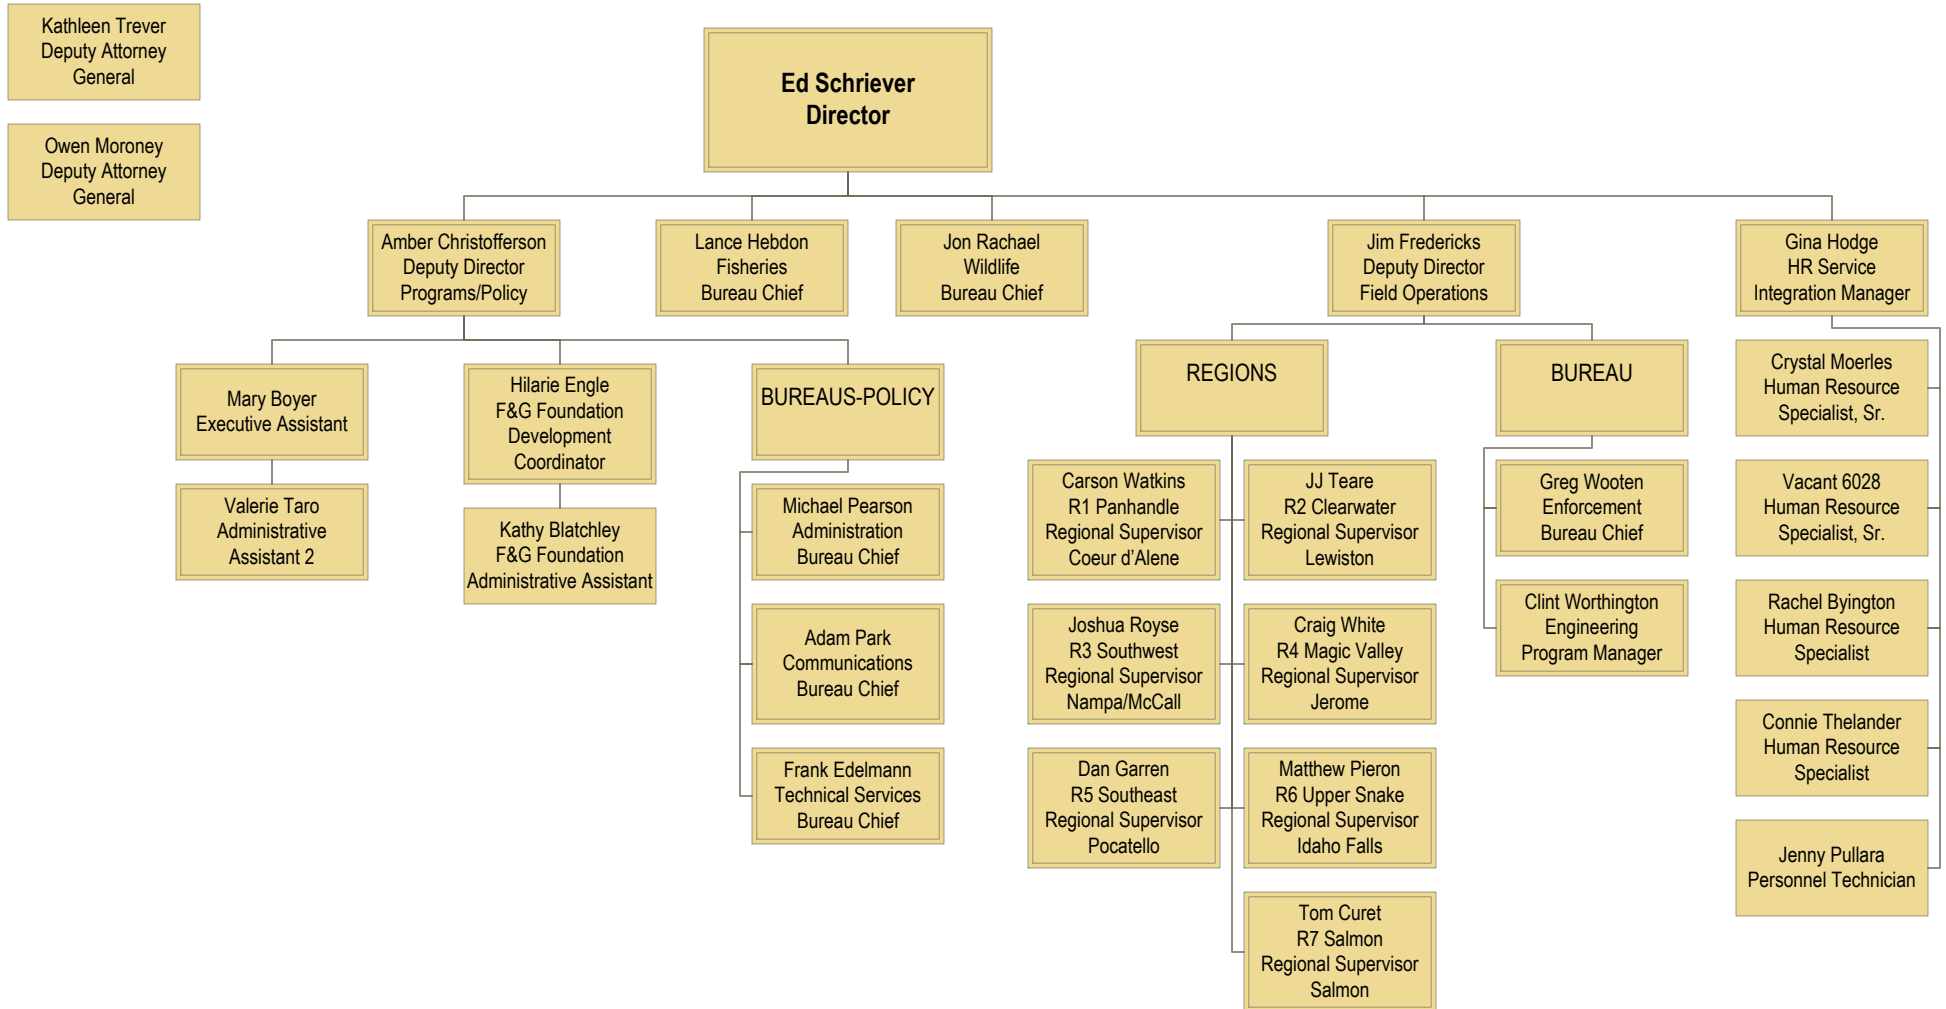 Kathleen Trever
Deputy Attorney
General
Owen Moroney
Deputy Attorney
General
Ed Schriever
Director
Amber Christofferson
Deputy Director
Programs/Policy
Lance Hebdon
Fisheries
Bureau Chief
Jon Rachael
Wildlife
Bureau Chief
Jim Fredericks
Deputy Director
Field Operations
Gina Hodge
HR Service
Integration Manager
Mary Boyer
Executive Assistant
Valerie Taro
Administrative
Assistant 2
Hilarie Engle
F&G Foundation
Development
Coordinator
Kathy Blatchley
F&G Foundation
Administrative Assistant
BUREAUS-POLICY
Michael Pearson
Administration
Bureau Chief
Adam Park
Communications
Bureau Chief
Frank Edelmann
Technical Services
Bureau Chief
REGIONS
Carson Watkins
R1 Panhandle
Regional Supervisor
Coeur d’Alene
JJ Teare
R2 Clearwater
Regional Supervisor
Lewiston
Joshua Royse
R3 Southwest
Regional Supervisor
Nampa/McCall
Craig White
R4 Magic Valley
Regional Supervisor
Jerome
Dan Garren
R5 Southeast
Regional Supervisor
Pocatello
Matthew Pieron
R6 Upper Snake
Regional Supervisor
Idaho Falls
Tom Curet
R7 Salmon
Regional Supervisor
Salmon
BUREAU
Greg Wooten
Enforcement
Bureau Chief
Clint Worthington
Engineering
Program Manager
Crystal Moerles
Human Resource
Specialist, Sr.
Vacant 6028
Human Resource
Specialist, Sr.
Rachel Byington
Human Resource
Specialist
Connie Thelander
Human Resource
Specialist
Jenny Pullara
Personnel Technician